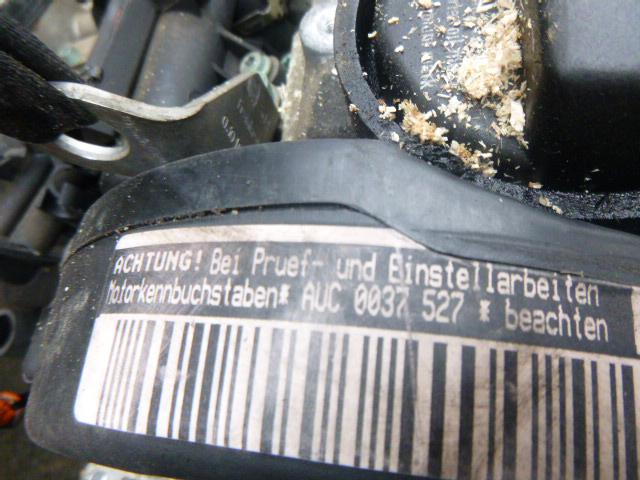 ACHTUNG! Bei Pruef- und Einstellarbeiten
Motorkennbuchstaben* AUC 0037 527 * beachten